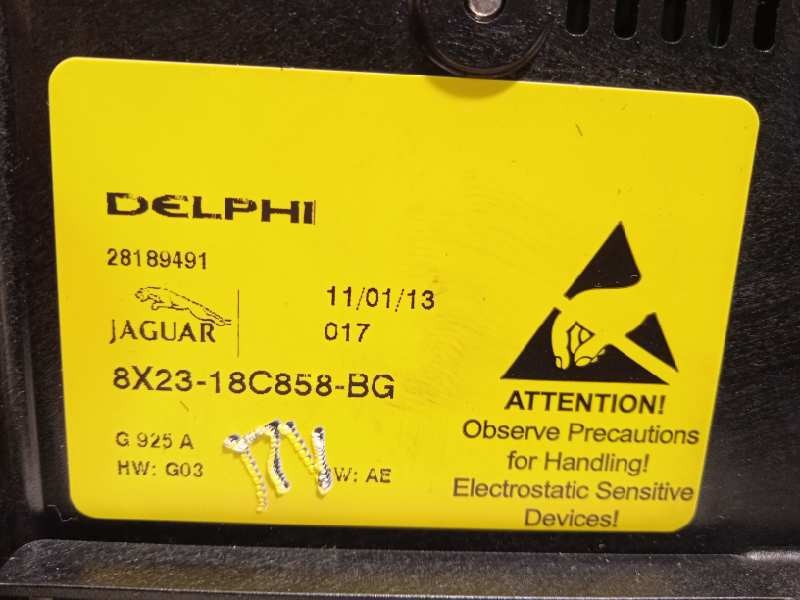 DELPHI
28189491
JAGUAR
11/01/13
017
8X23-18C858-BG
G 925 A
HW: G03
W: AE
ATTENTION!
Observe Precautions
for Handling!
Electrostatic Sensitive
Devices!